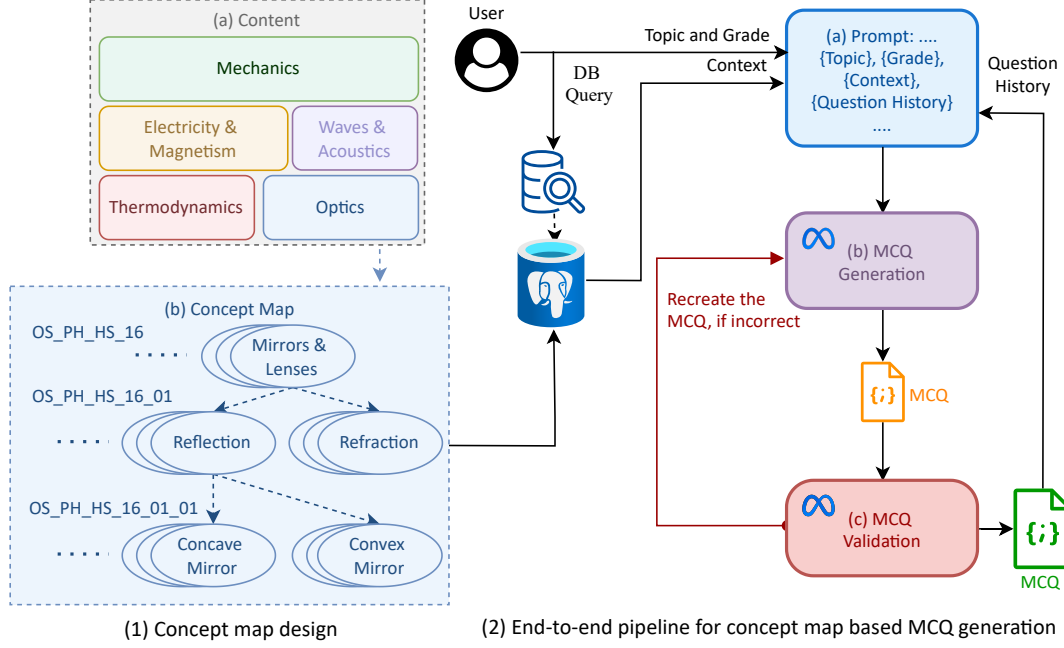 (a) Content
Mechanics
Electricity &
Magnetism
Waves &
Acoustics
Thermodynamics
Optics
(b) Concept Map
OS_PH_HS_16
Mirrors &
Lenses
OS_PH_HS_16_01
Reflection
Refraction
OS_PH_HS_16_01_01
Concave
Mirror
Convex
Mirror
(1) Concept map design
User
Topic and Grade
Context
DB
Query
(a) Prompt: ....
{Topic}, {Grade},
{Context},
{Question History}
....
Question
History
(b) MCQ
Generation
Recreate the
MCQ, if incorrect
{;}
MCQ
(c) MCQ
Validation
{;}
MCQ
(2) End-to-end pipeline for concept map based MCQ generation